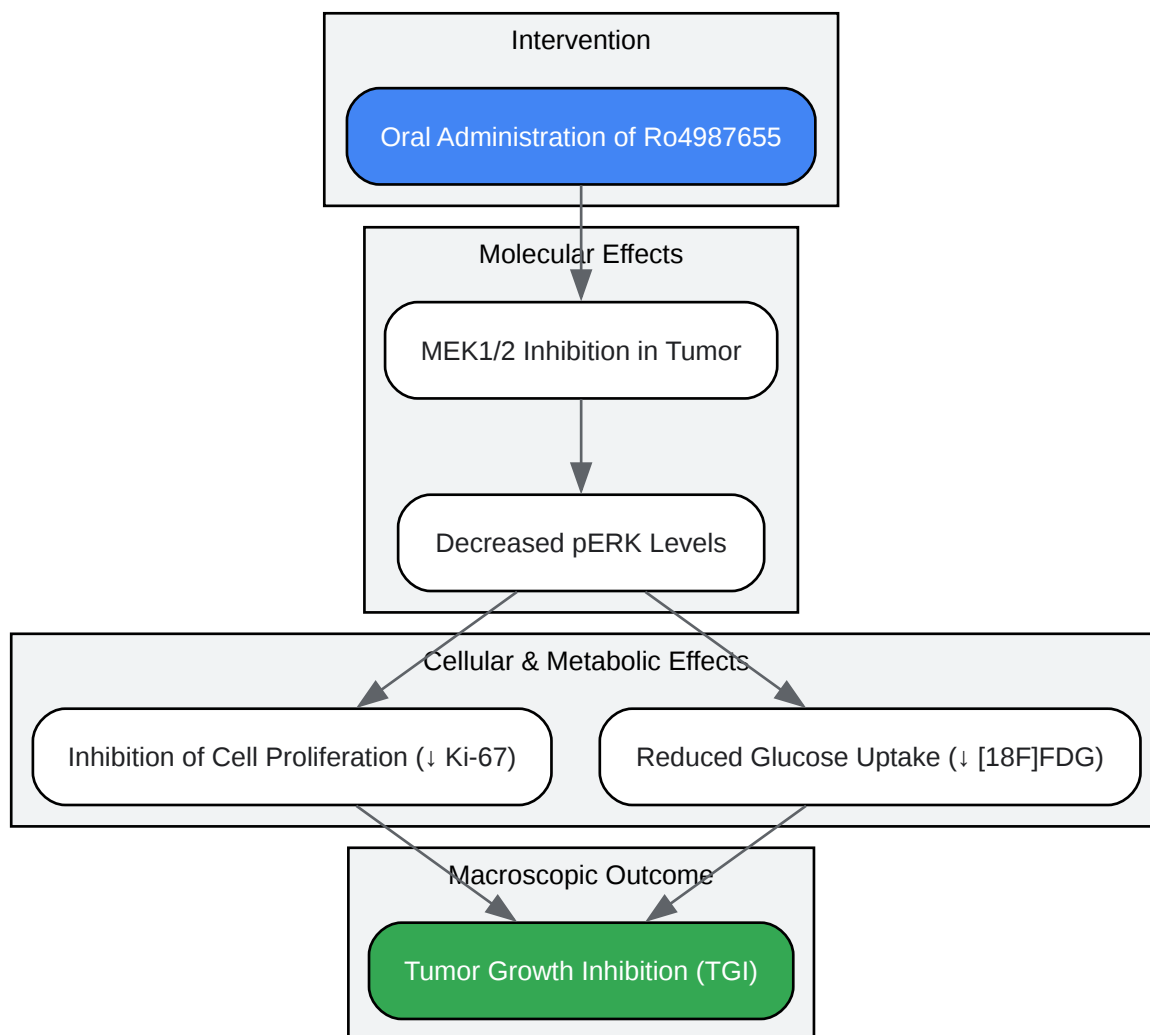 Intervention
Oral Administration of Ro4987655
Molecular Effects
MEK1/2 Inhibition in Tumor
Decreased pERK Levels
Cellular & Metabolic Effects
Inhibition of Cell Proliferation (↓ Ki-67)
Reduced Glucose Uptake (↓ [18F]FDG)
Macroscopic Outcome
Tumor Growth Inhibition (TGI)